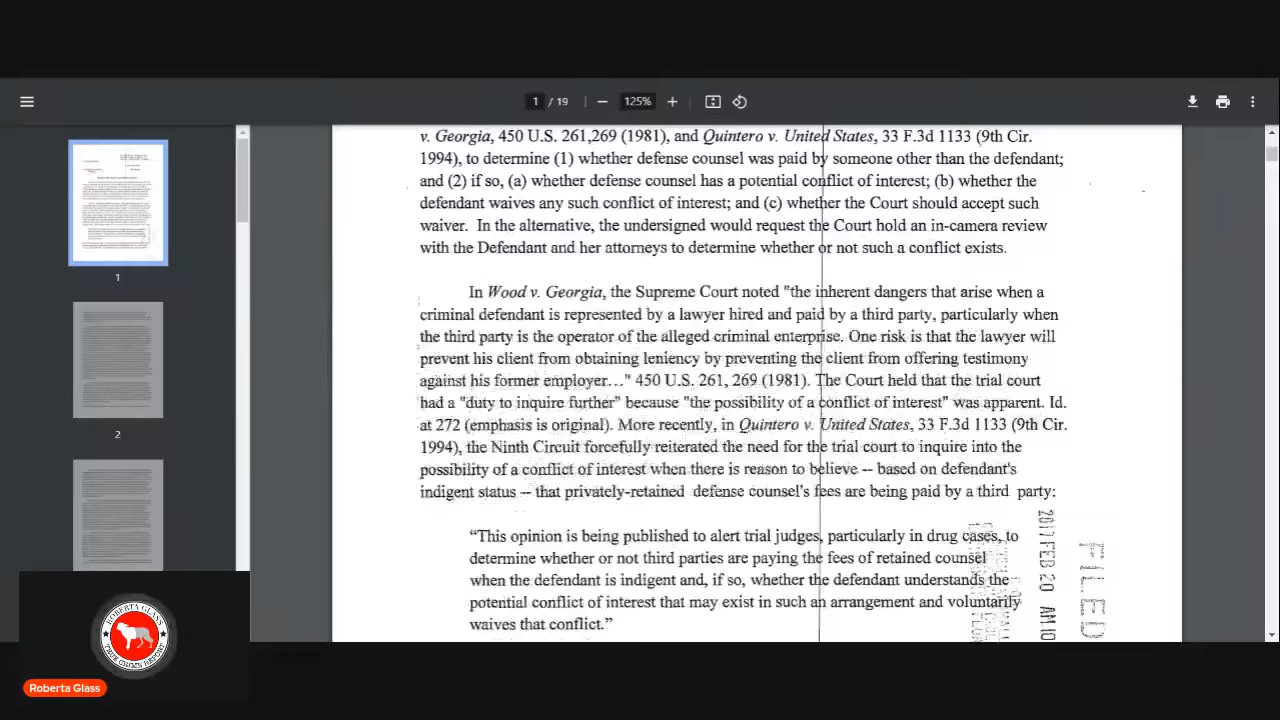 1 / 19
125%
v. Georgia, 450 U.S. 261,269 (1981), and Quintero v. United States, 33 F.3d 1133 (9th Cir.
1994), to determine (1) whether defense counsel was paid by someone other than the defendant;
and (2) if so, (a) whether defense counsel has a potential conflict of interest; (b) whether the
defendant waives any such conflict of interest; and (c) whether the Court should accept such
waiver. In the alternative, the undersigned would request the Court hold an in-camera review
with the Defendant and her attorneys to determine whether or not such a conflict exists.
In Wood v. Georgia, the Supreme Court noted "the inherent dangers that arise when a
criminal defendant is represented by a lawyer hired and paid by a third party, particularly when
the third party is the operator of the alleged criminal enterprise. One risk is that the lawyer will
prevent his client from obtaining leniency by preventing the client from offering testimony
against his former employer..." 450 U.S. 261, 269 (1981). The Court held that the trial court
had a "duty to inquire further" because "the possibility of a conflict of interest" was apparent. Id.
at 272 (emphasis is original). More recently, in Quintero v. United States, 33 F.3d 1133 (9th Cir.
1994), the Ninth Circuit forcefully reiterated the need for the trial court to inquire into the
possibility of a conflict of interest when there is reason to believe -- based on defendant's
indigent status -- that privately-retained defense counsel's fees are being paid by a third party:
“This opinion is being published to alert trial judges, particularly in drug cases, to
determine whether or not third parties are paying the fees of retained counsel
when the defendant is indigent and, if so, whether the defendant understands the
potential conflict of interest that may exist in such an arrangement and voluntarily
waives that conflict.”
2017 FEB 20 AM 10
FILED
1
2
ROBERTA GLASS
TRUE CRIME REPORT
Roberta Glass